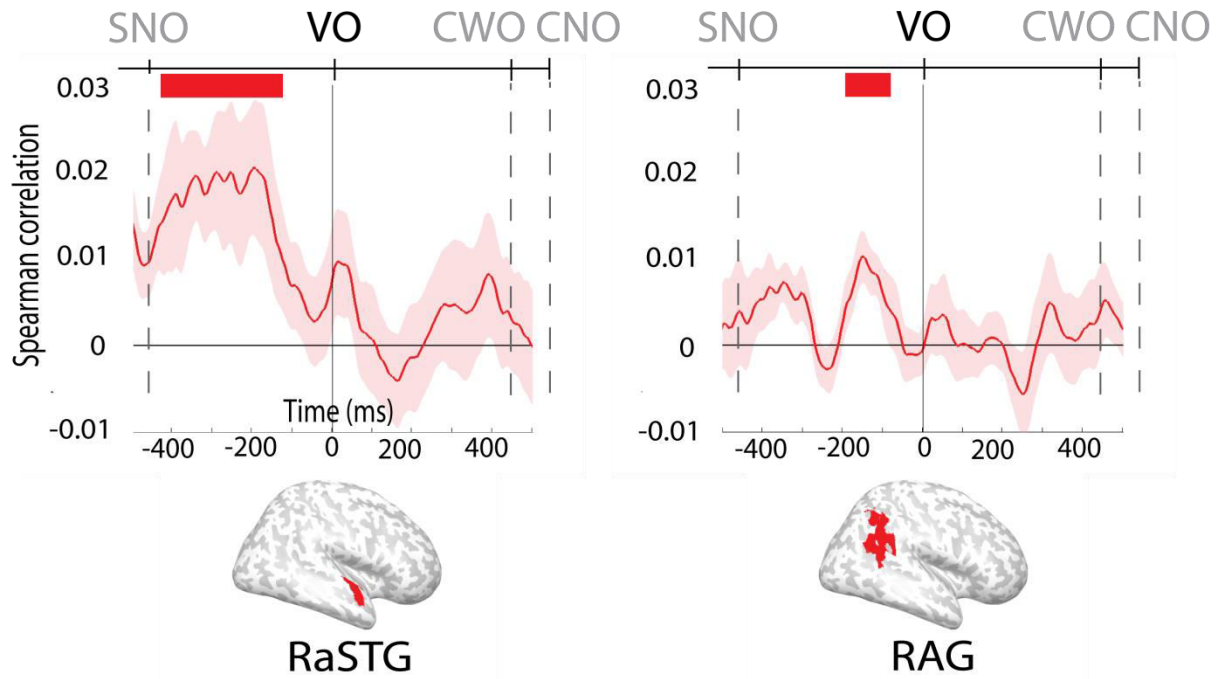 SNO VO CWO CNO
0.03
0.02
0.01
0
-0.01
Spearman correlation
Time (ms)
-400 -200 0 200 400
RaSTG
SNO VO CWO CNO
0.03
0.02
0.01
0
-0.01
-400 -200 0 200 400
RAG